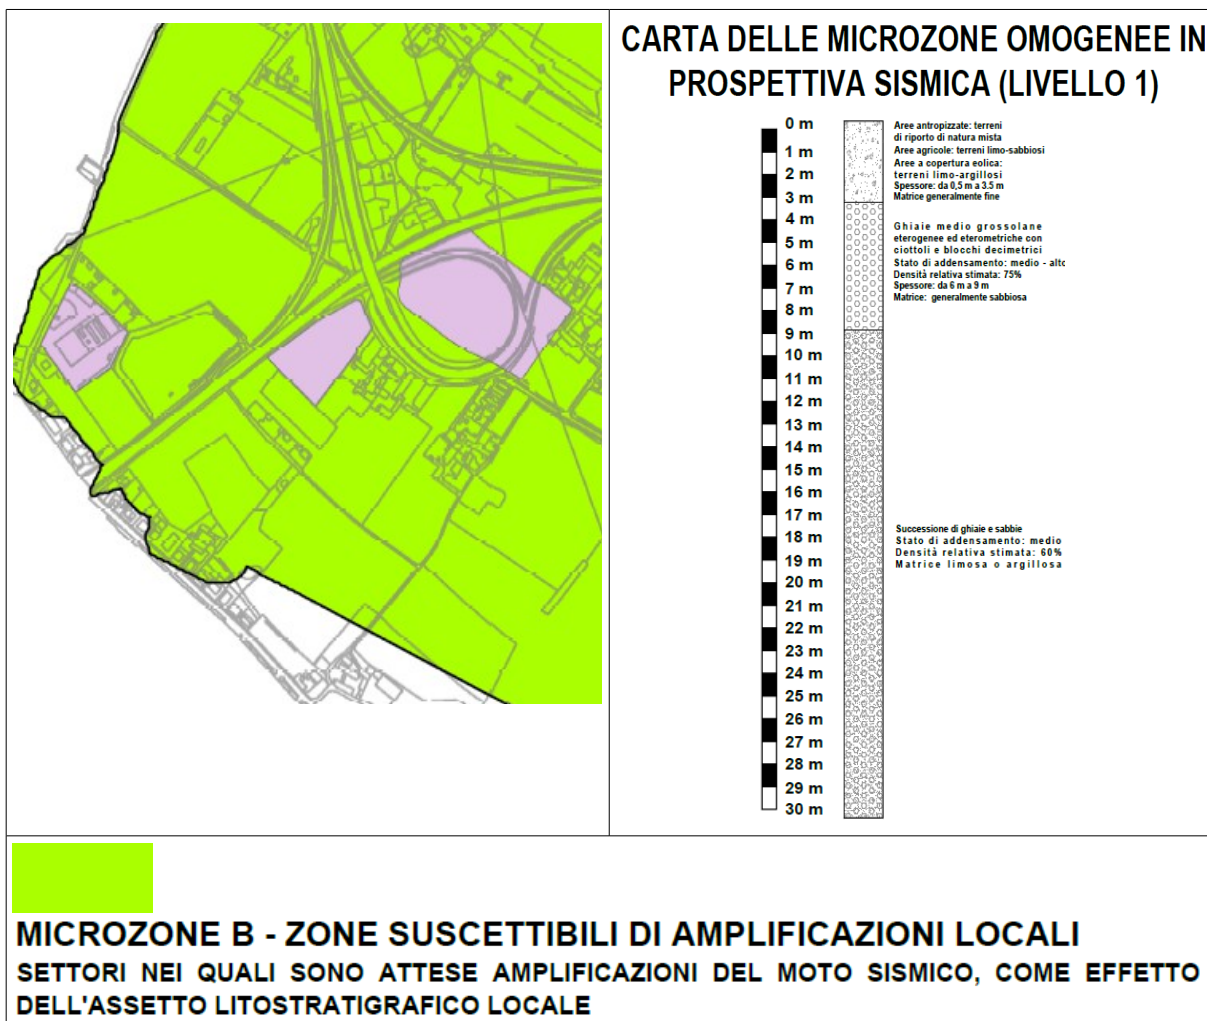 CARTA DELLE MICROZONE OMOGENEE IN
PROSPETTIVA SISMICA (LIVELLO 1)
0 m
1 m
2 m
3 m
4 m
5 m
6 m
7 m
8 m
9 m
10 m
11 m
12 m
13 m
14 m
15 m
16 m
17 m
18 m
19 m
20 m
21 m
22 m
23 m
24 m
25 m
26 m
27 m
28 m
29 m
30 m
Aree antropizzate: terreni
di riporto di natura mista
Aree agricole: terreni limo-sabbiosi
Aree a copertura eolica:
terreni limo-argillosi
Spessore: da 0,5 m a 3.5 m
Matrice generalmente fine
Ghiaie medio grossolane
eterogenee ed eterometriche con
ciottoli e blocchi decimetrici
Stato di addensamento: medio - alto
Densità relativa stimata: 75%
Spessore: da 6 m a 9 m
Matrice: generalmente sabbiosa
Successione di ghiaie e sabbie
Stato di addensamento: medio
Densità relativa stimata: 60%
Matrice limosa o argillosa
MICROZONE B - ZONE SUSCETTIBILI DI AMPLIFICAZIONI LOCALI
SETTORI NEI QUALI SONO ATTESE AMPLIFICAZIONI DEL MOTO SISMICO, COME EFFETTO
DELL'ASSETTO LITOSTRATIGRAFICO LOCALE